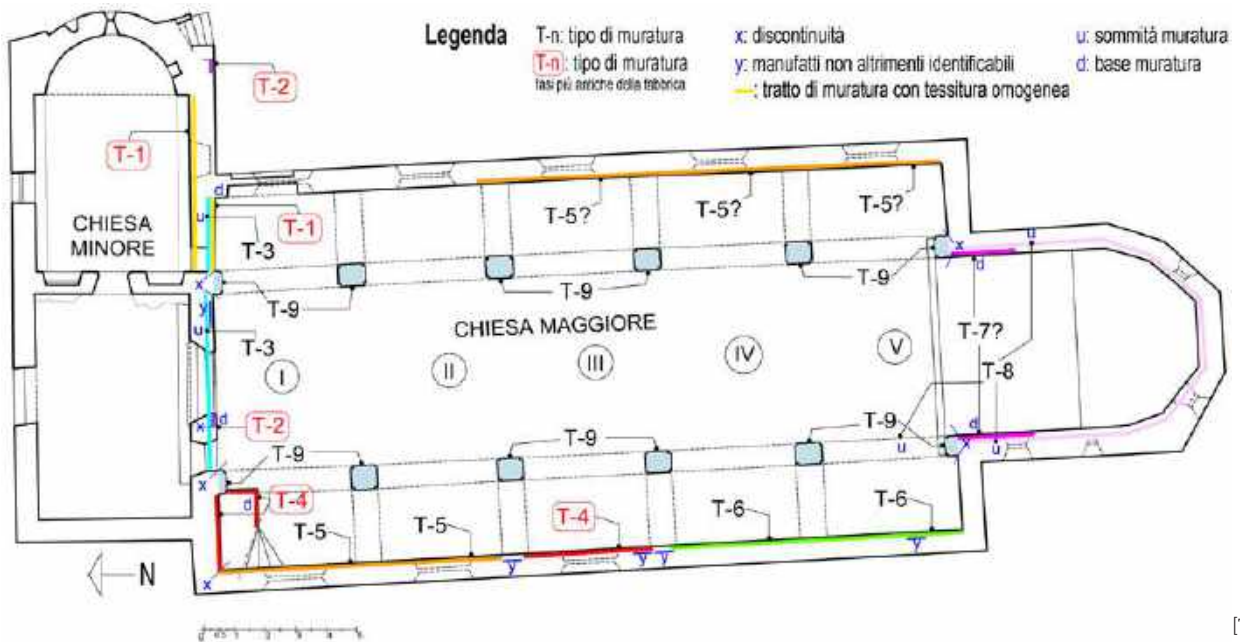 Legenda
T-n: tipo di muratura
T-n: tipo di muratura
fasi più antiche della fabbrica
x: discontinuità
y: manufatti non altrimenti identificabili
: tratto di muratura con tessitura omogenea
u: sommità muratura
d: base muratura
T-2
T-1
CHIESA
MINORE
d
u
T-3
T-1
T-5?
T-5?
T-5?
x
u
d
x
y
u
T-9
T-9
T-9
CHIESA MAGGIORE
T-3
T-7?
I
II
III
IV
V
T-8
x
d
T-2
T-9
T-9
T-9
u
d
x
u
x
d
T-4
T-5
T-5
T-4
T-6
T-6
y
y
y
y
x
N